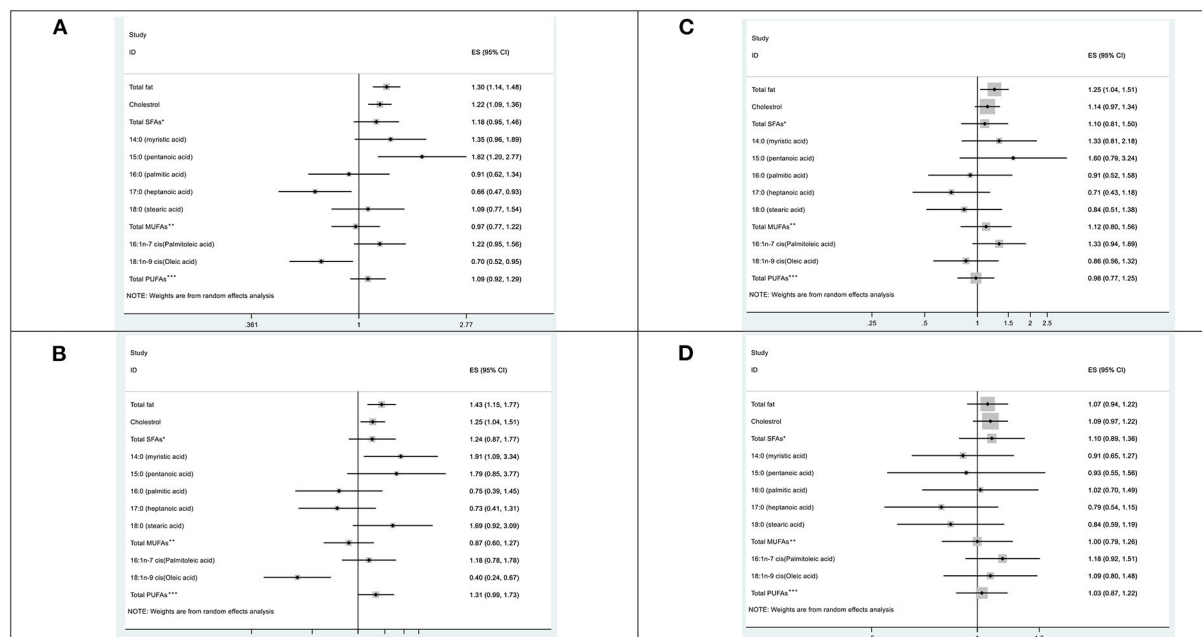 A
Study
ID ES (95% CI)
Total fat 1.30 (1.14, 1.48)
Cholestrol 1.22 (1.09, 1.36)
Total SFAs* 1.18 (0.95, 1.46)
14:0 (myristic acid) 1.35 (0.96, 1.89)
15:0 (pentanoic acid) 1.82 (1.20, 2.77)
16:0 (palmitic acid) 0.91 (0.62, 1.34)
17:0 (heptanoic acid) 0.66 (0.47, 0.93)
18:0 (stearic acid) 1.09 (0.77, 1.54)
Total MUFAs** 0.97 (0.77, 1.22)
16:1n-7 cis(Palmitoleic acid) 1.22 (0.95, 1.56)
18:1n-9 cis(Oleic acid) 0.70 (0.52, 0.95)
Total PUFAs*** 1.09 (0.92, 1.29)
NOTE: Weights are from random effects analysis
.361 1 2.77
C
Study
ID ES (95% CI)
Total fat 1.25 (1.04, 1.51)
Cholestrol 1.14 (0.97, 1.34)
Total SFAs* 1.10 (0.81, 1.50)
14:0 (myristic acid) 1.33 (0.81, 2.18)
15:0 (pentanoic acid) 1.60 (0.79, 3.24)
16:0 (palmitic acid) 0.91 (0.52, 1.58)
17:0 (heptanoic acid) 0.71 (0.43, 1.18)
18:0 (stearic acid) 0.84 (0.51, 1.38)
Total MUFAs** 1.12 (0.80, 1.56)
16:1n-7 cis(Palmitoleic acid) 1.33 (0.94, 1.89)
18:1n-9 cis(Oleic acid) 0.86 (0.56, 1.32)
Total PUFAs*** 0.98 (0.77, 1.25)
NOTE: Weights are from random effects analysis
.25 .5 1 1.5 2 2.5
B
Study
ID ES (95% CI)
Total fat 1.43 (1.15, 1.77)
Cholestrol 1.25 (1.04, 1.51)
Total SFAs* 1.24 (0.87, 1.77)
14:0 (myristic acid) 1.91 (1.09, 3.34)
15:0 (pentanoic acid) 1.79 (0.85, 3.77)
16:0 (palmitic acid) 0.75 (0.39, 1.45)
17:0 (heptanoic acid) 0.73 (0.41, 1.31)
18:0 (stearic acid) 1.69 (0.92, 3.09)
Total MUFAs** 0.87 (0.60, 1.27)
16:1n-7 cis(Palmitoleic acid) 1.18 (0.78, 1.78)
18:1n-9 cis(Oleic acid) 0.40 (0.24, 0.67)
Total PUFAs*** 1.31 (0.99, 1.73)
NOTE: Weights are from random effects analysis
D
Study
ID ES (95% CI)
Total fat 1.07 (0.94, 1.22)
Cholestrol 1.09 (0.97, 1.22)
Total SFAs* 1.10 (0.89, 1.36)
14:0 (myristic acid) 0.91 (0.65, 1.27)
15:0 (pentanoic acid) 0.93 (0.55, 1.56)
16:0 (palmitic acid) 1.02 (0.70, 1.49)
17:0 (heptanoic acid) 0.79 (0.54, 1.15)
18:0 (stearic acid) 0.84 (0.59, 1.19)
Total MUFAs** 1.00 (0.79, 1.26)
16:1n-7 cis(Palmitoleic acid) 1.18 (0.92, 1.51)
18:1n-9 cis(Oleic acid) 1.09 (0.80, 1.48)
Total PUFAs*** 1.03 (0.87, 1.22)
NOTE: Weights are from random effects analysis